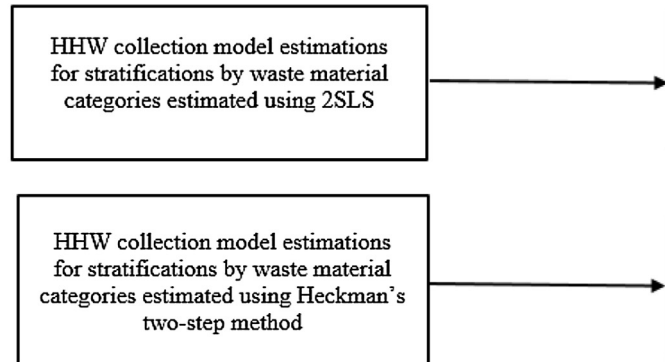 HHW collection model estimations
for stratifications by waste material
categories estimated using 2SLS
HHW collection model estimations
for stratifications by waste material
categories estimated using Heckman's
two-step method